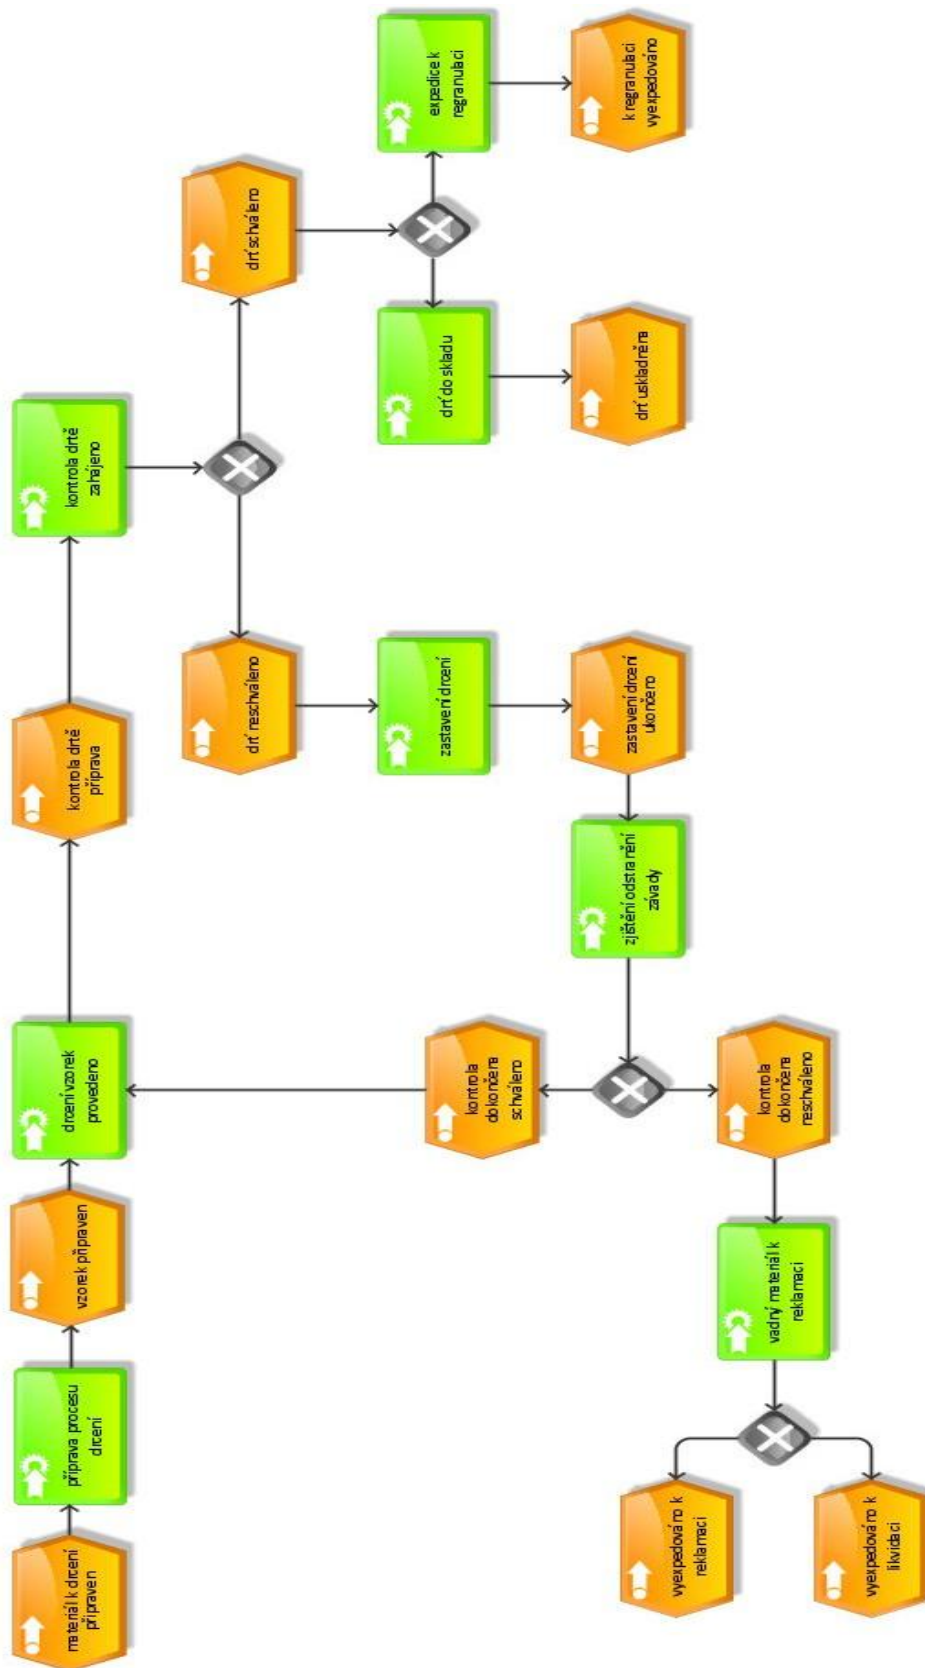 materiál k drcení
připraven
příprava procesu
drcení
vzorek připraven
drcení vzorek
provedeno
kontrola drtě
příprava
kontrola drtě
zahájeno
drť neschváleno
drť schváleno
zastavení drcení
drť do skladu
expedice k
regranulaci
zastavení drcení
ukončeno
drť uskladněna
k regranulaci
vyexpedováno
zjištění odstranění
závady
kontrola
dokončena
schváleno
kontrola
dokončena
neschváleno
vadný materiál k
reklamaci
vyexpedováno k
reklamaci
vyexpedováno k
likvidaci